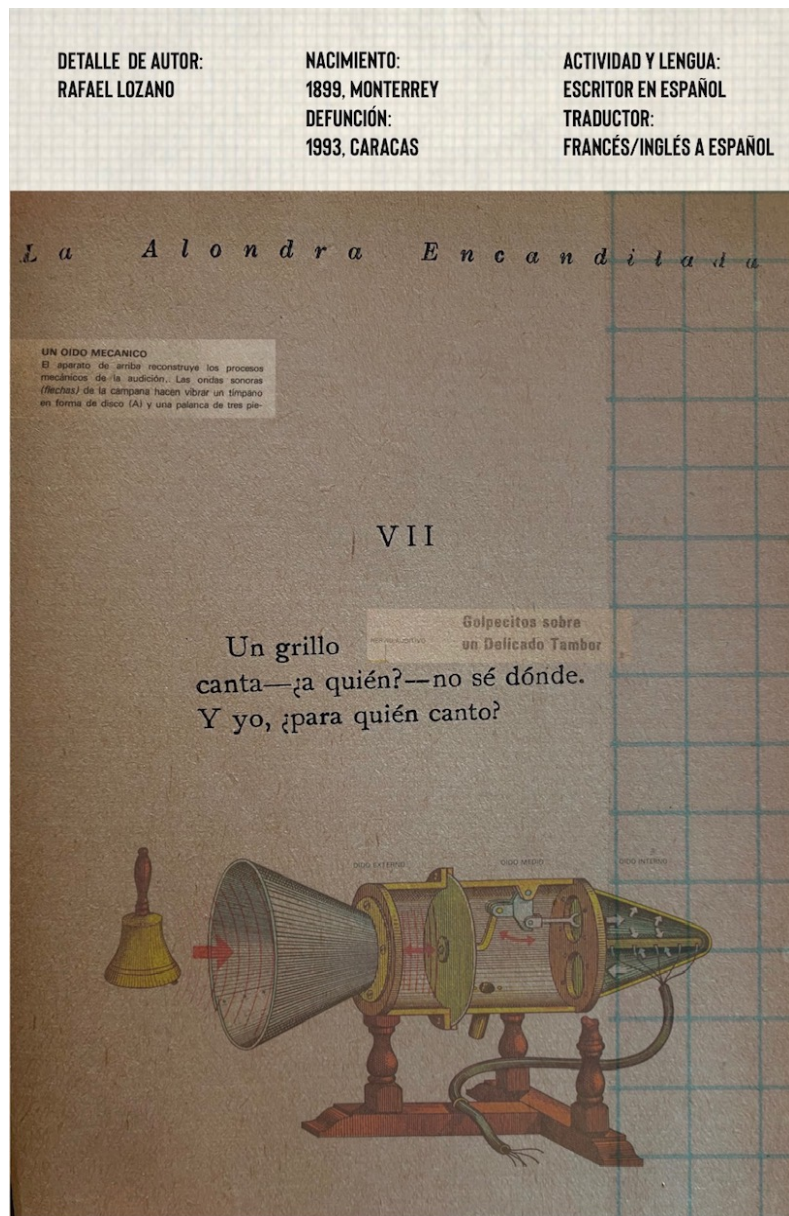 DETALLE DE AUTOR:
RAFAEL LOZANO
NACIMIENTO:
1899, MONTERREY
DEFUNCIÓN:
1993, CARACAS
ACTIVIDAD Y LENGUA:
ESCRITOR EN ESPAÑOL
TRADUCTOR:
FRANCÉS/INGLÉS A ESPAÑOL
La Alondra Encandilada
UN OIDO MECANICO
El aparato de arriba reconstruye los procesos
mecánicos de la audición. Las ondas sonoras
(flechas) de la campana hacen vibrar un tímpano
en forma de disco (A) y una palanca de tres pie-
VII
Golpecitos sobre
un Delicado Tambor
Un grillo
canta—¿a quién?—no sé dónde.
Y yo, ¿para quién canto?
OIDO EXTERNO
OIDO MEDIO
OIDO INTERNO